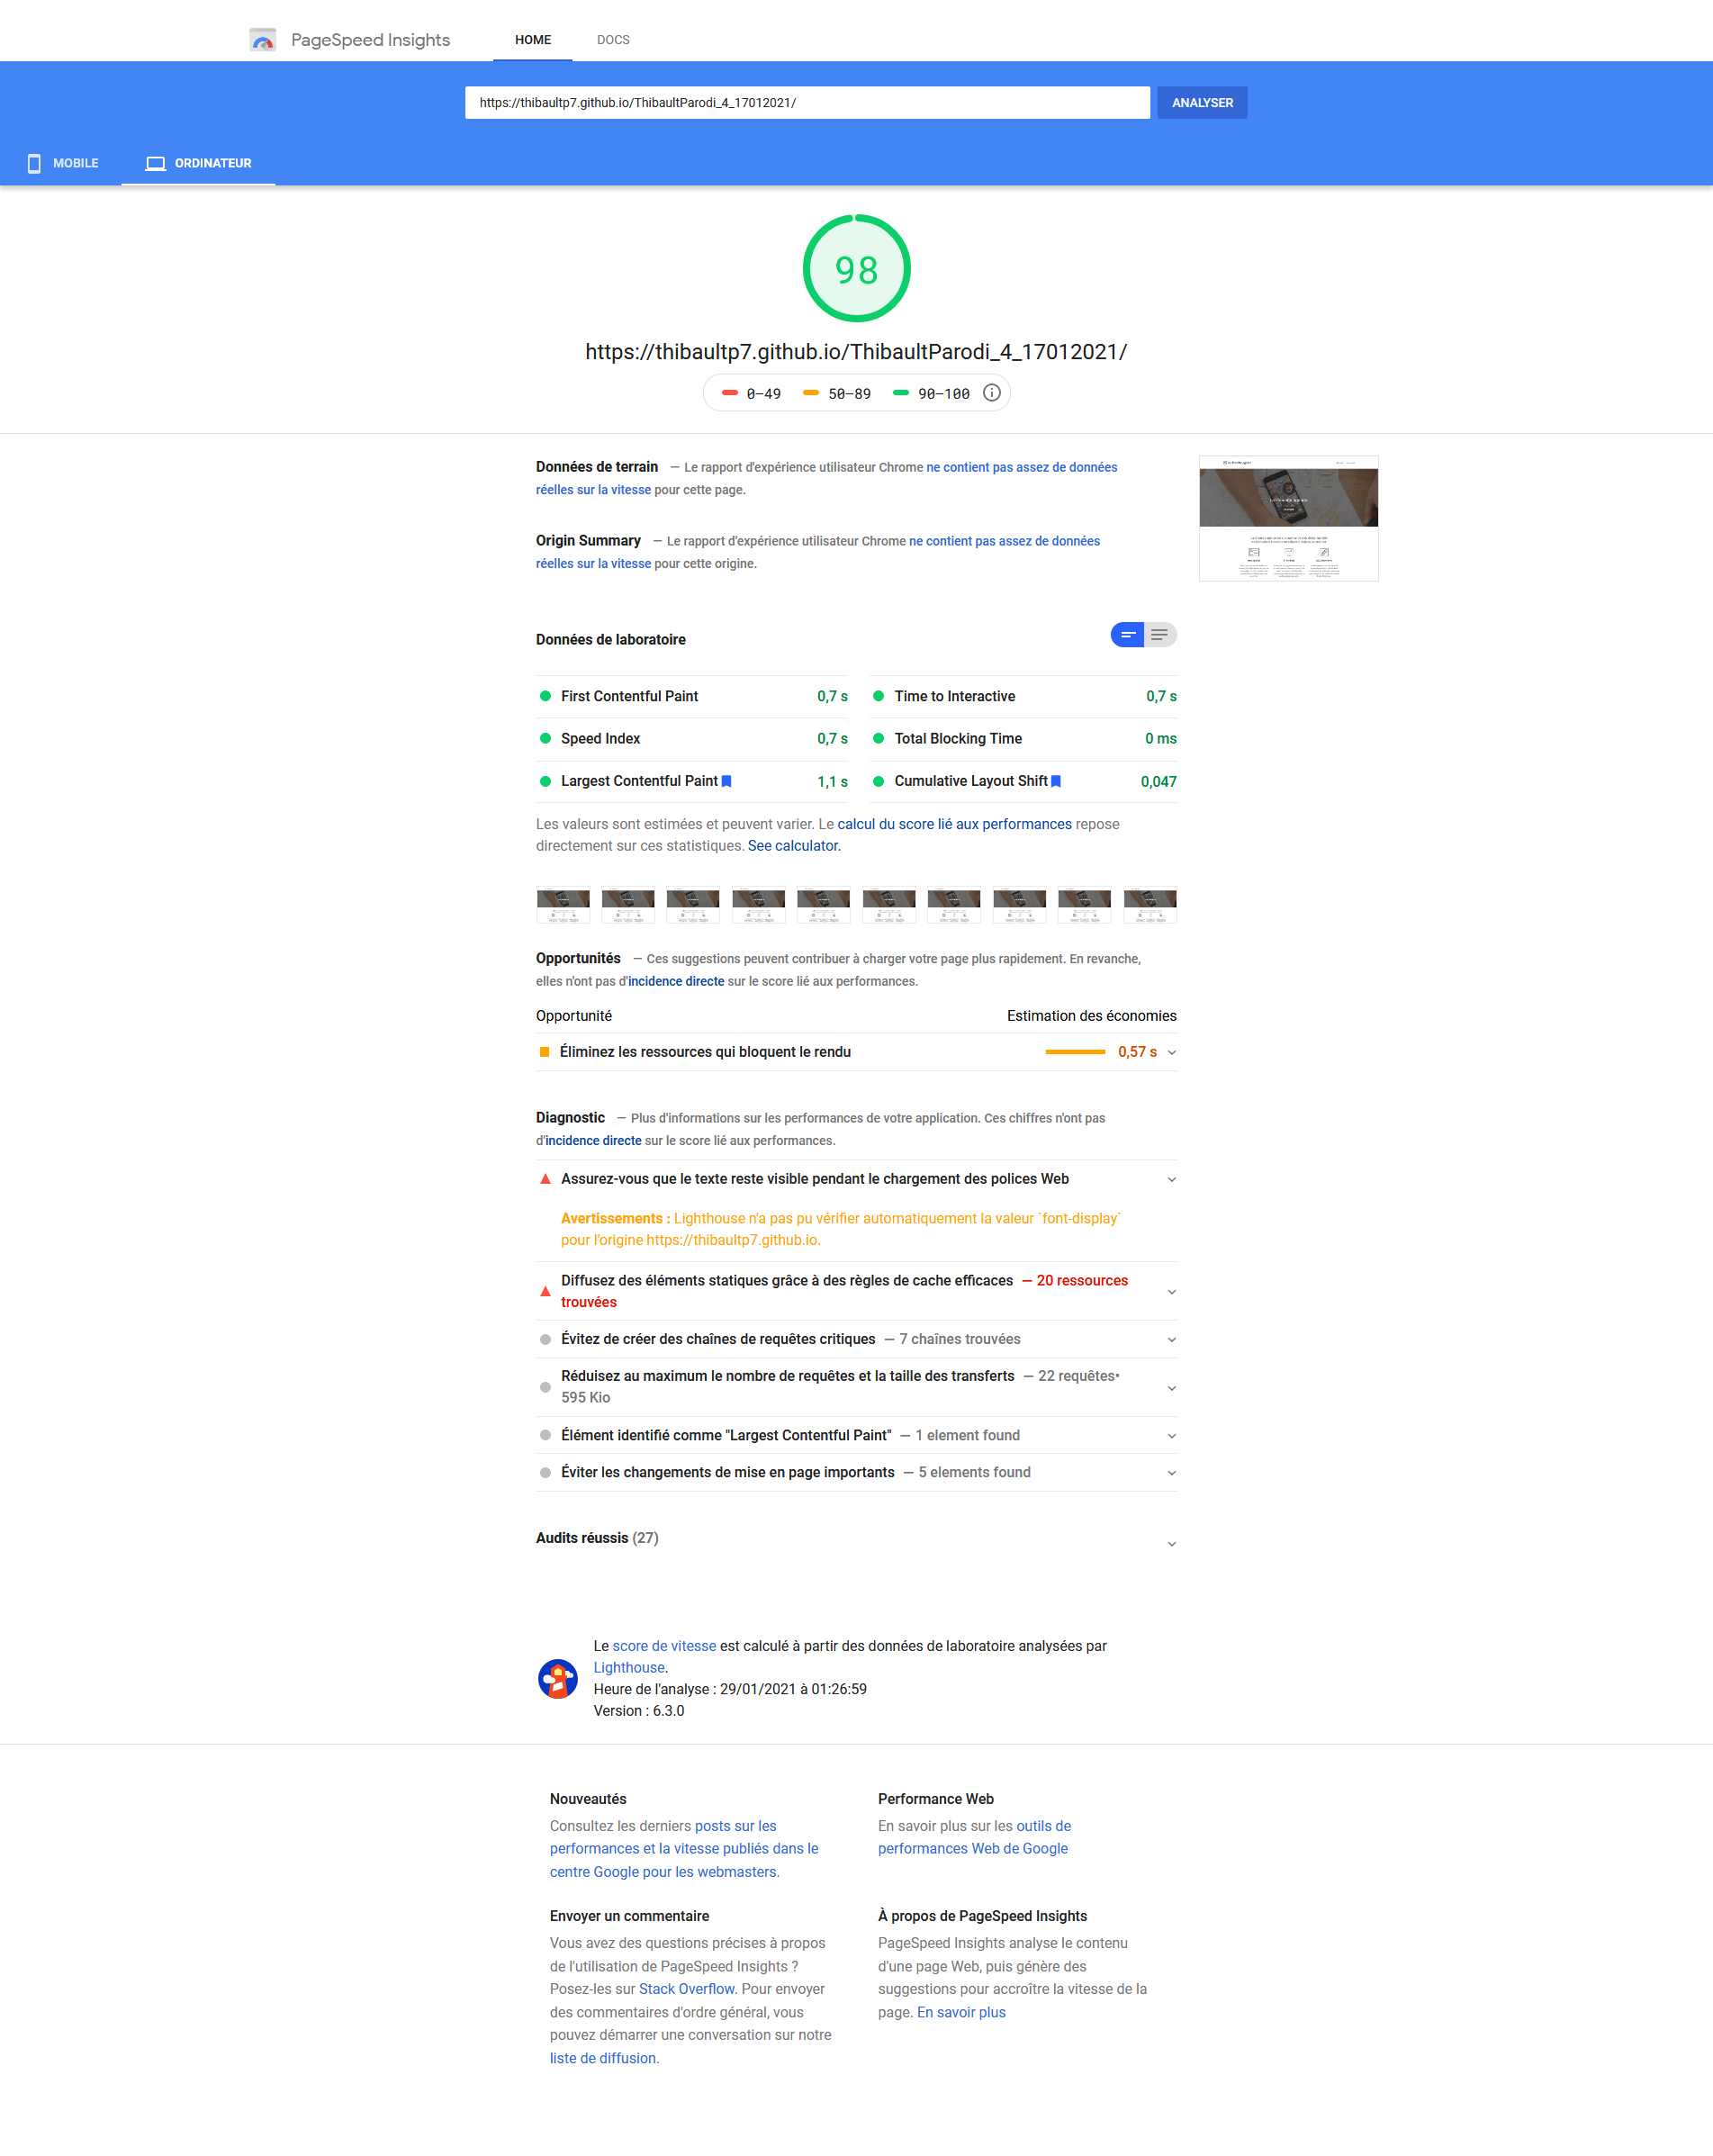 PageSpeed Insights
HOME
DOCS
https://thibaultp7.github.io/ThibaultParodi_4_17012021/
ANALYSER
MOBILE
ORDINATEUR
98
https://thibaultp7.github.io/ThibaultParodi_4_17012021/
0–49
50–89
90–100
Données de terrain — Le rapport d'expérience utilisateur Chrome ne contient pas assez de données
réelles sur la vitesse pour cette page.
Origin Summary — Le rapport d'expérience utilisateur Chrome ne contient pas assez de données
réelles sur la vitesse pour cette origine.
Données de laboratoire
First Contentful Paint 0,7 s
Time to Interactive 0,7 s
Speed Index 0,7 s
Total Blocking Time 0 ms
Largest Contentful Paint 1,1 s
Cumulative Layout Shift 0,047
Les valeurs sont estimées et peuvent varier. Le calcul du score lié aux performances repose
directement sur ces statistiques. See calculator.
Opportunités — Ces suggestions peuvent contribuer à charger votre page plus rapidement. En revanche,
elles n'ont pas d'incidence directe sur le score lié aux performances.
Opportunité Estimation des économies
Éliminez les ressources qui bloquent le rendu 0,57 s
Diagnostic — Plus d'informations sur les performances de votre application. Ces chiffres n'ont pas
d'incidence directe sur le score lié aux performances.
Assurez-vous que le texte reste visible pendant le chargement des polices Web
Avertissements : Lighthouse n'a pas pu vérifier automatiquement la valeur `font-display`
pour l'origine https://thibaultp7.github.io.
Diffusez des éléments statiques grâce à des règles de cache efficaces — 20 ressources
trouvées
Évitez de créer des chaînes de requêtes critiques — 7 chaînes trouvées
Réduisez au maximum le nombre de requêtes et la taille des transferts — 22 requêtes•
595 Kio
Élément identifié comme "Largest Contentful Paint" — 1 element found
Éviter les changements de mise en page importants — 5 elements found
Audits réussis (27)
Le score de vitesse est calculé à partir des données de laboratoire analysées par
Lighthouse.
Heure de l'analyse : 29/01/2021 à 01:26:59
Version : 6.3.0
Nouveautés
Consultez les derniers posts sur les
performances et la vitesse publiés dans le
centre Google pour les webmasters.
Performance Web
En savoir plus sur les outils de
performances Web de Google
Envoyer un commentaire
Vous avez des questions précises à propos
de l'utilisation de PageSpeed Insights ?
Posez-les sur Stack Overflow. Pour envoyer
des commentaires d'ordre général, vous
pouvez démarrer une conversation sur notre
liste de diffusion.
À propos de PageSpeed Insights
PageSpeed Insights analyse le contenu
d'une page Web, puis génère des
suggestions pour accroître la vitesse de la
page. En savoir plus